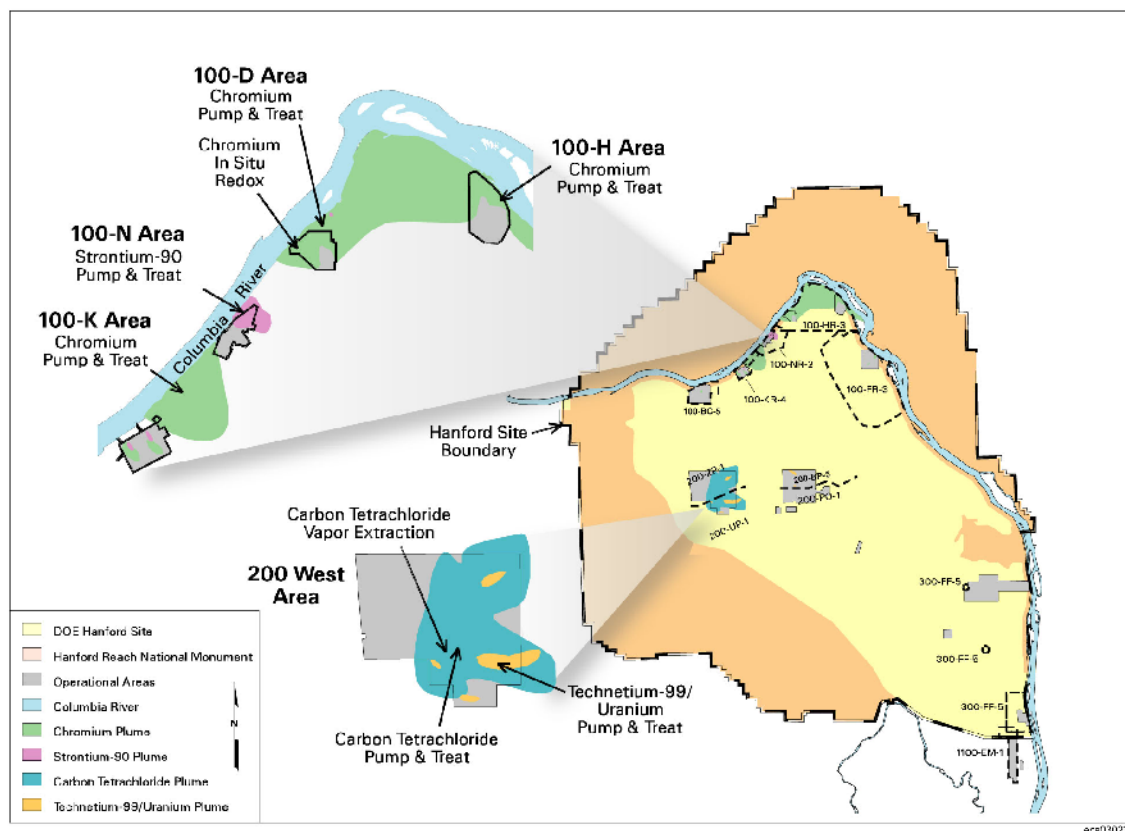 100-D Area
Chromium
Pump & Treat
Chromium
In Situ
Redox
100-H Area
Chromium
Pump & Treat
100-N Area
Strontium-90
Pump & Treat
100-K Area
Chromium
Pump & Treat
Columbia River
100-HR-3
100-NR-2
100-FR-3
100-KR-4
100-BC-5
Hanford Site
Boundary
200-ZP-1
200-BP-5
200-PO-1
200-UP-1
Carbon Tetrachloride
Vapor Extraction
200 West
Area
Technetium-99/
Uranium
Pump & Treat
Carbon Tetrachloride
Pump & Treat
300-FF-5
300-FF-5
300-FF-5
1100-EM-1
DOE Hanford Site
Hanford Reach National Monument
Operational Areas
Columbia River
Chromium Plume
Strontium-90 Plume
Carbon Tetrachloride Plume
Technetium-99/Uranium Plume
N